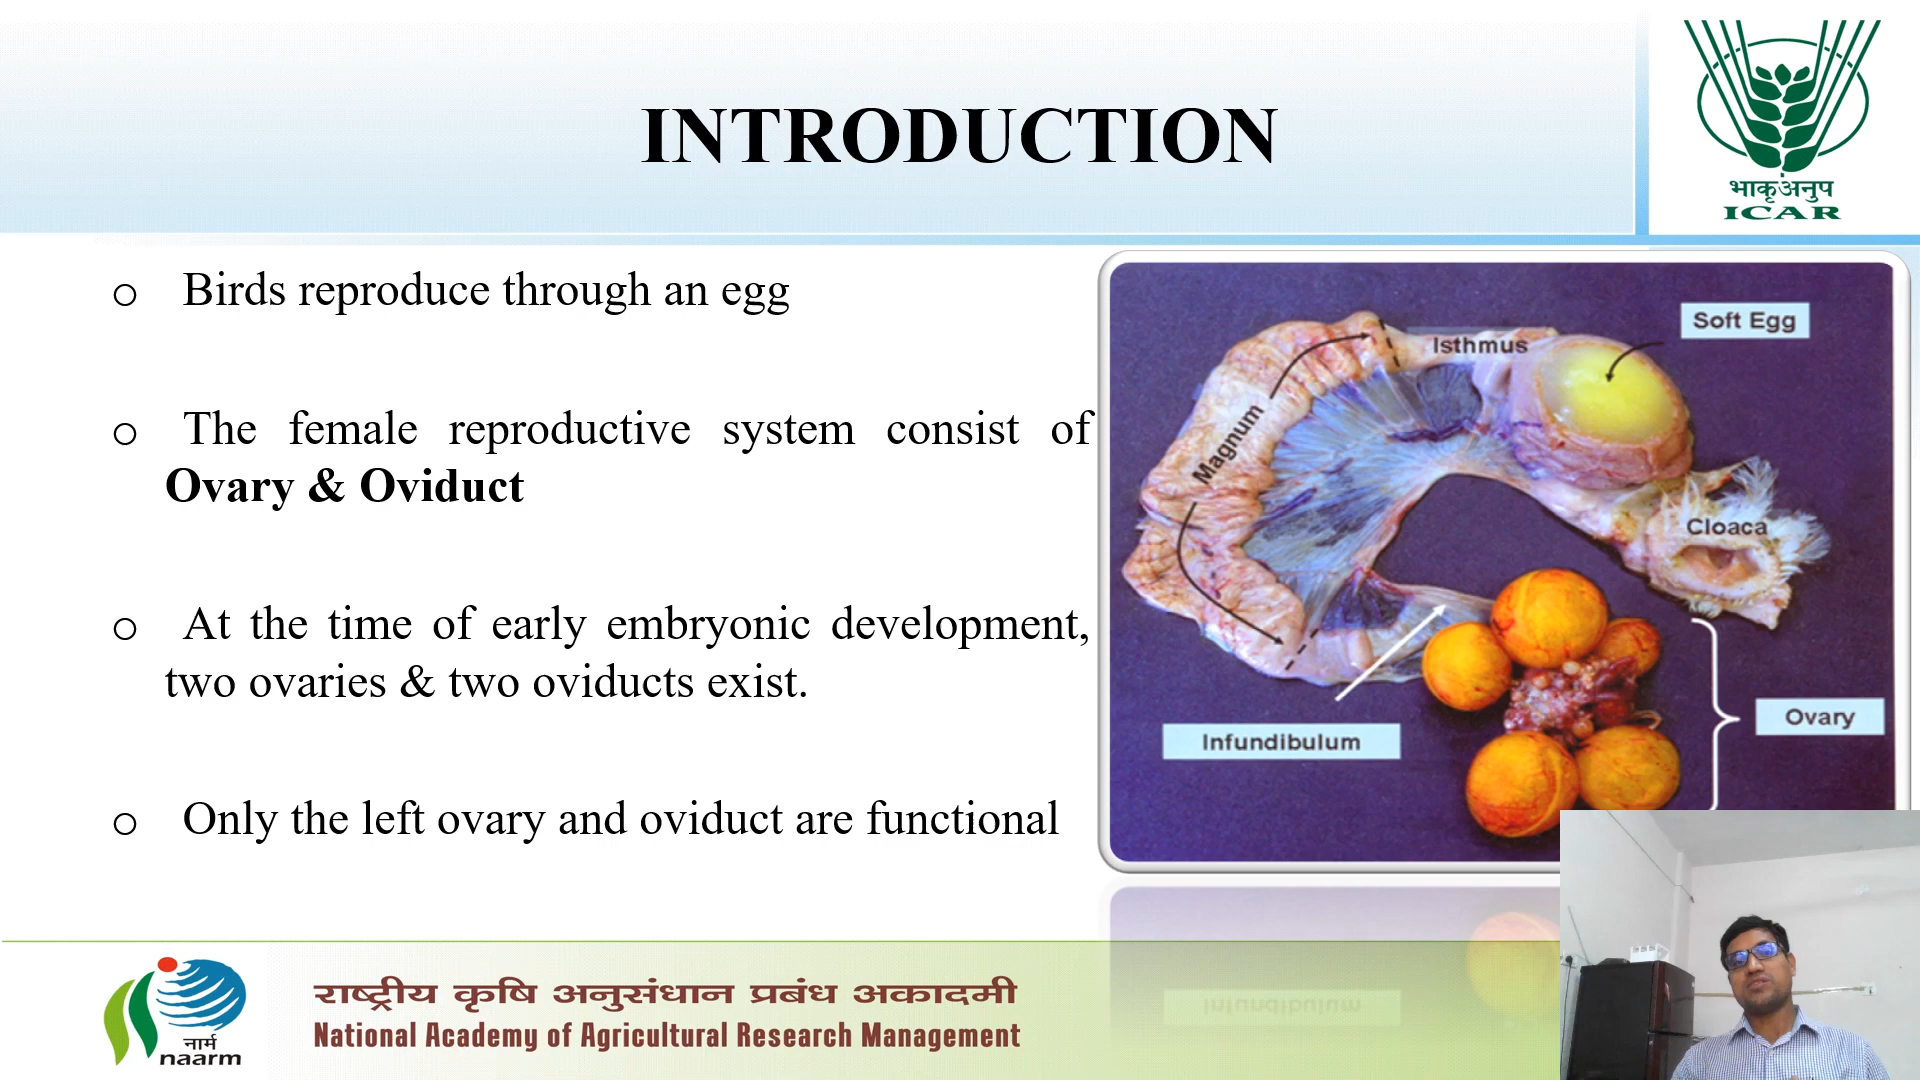 INTRODUCTION
भाकृअनुप
ICAR
o Birds reproduce through an egg
o The female reproductive system consist of
Ovary & Oviduct
o At the time of early embryonic development,
two ovaries & two oviducts exist.
o Only the left ovary and oviduct are functional
Soft Egg
Isthmus
Magnum
Cloaca
Ovary
Infundibulum
नार्म
naarm
राष्ट्रीय कृषि अनुसंधान प्रबंध अकादमी
National Academy of Agricultural Research Management